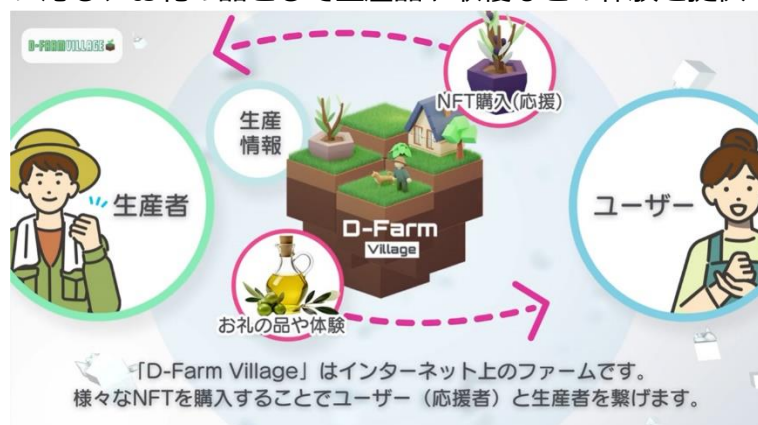 D-FARMVILLAGE
NFT購入(応援)
生産
情報
生産者
ユーザー
D-Farm
Village
お礼の品や体験
「D-Farm Village」はインターネット上のファームです。
様々なNFTを購入することでユーザー（応援者）と生産者を繋げます。